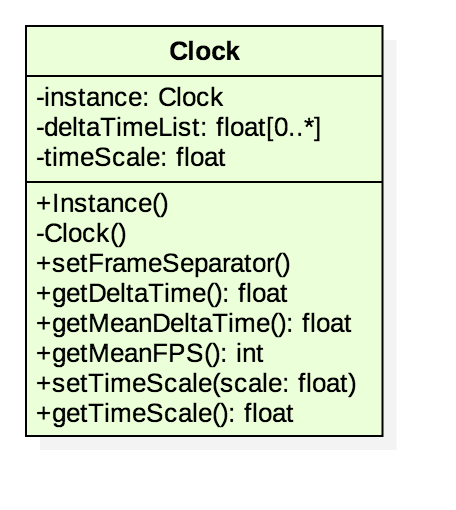 Clock
-instance: Clock
-deltaTimeList: float[0..*]
-timeScale: float
+Instance()
-Clock()
+setFrameSeparator()
+getDeltaTime(): float
+getMeanDeltaTime(): float
+getMeanFPS(): int
+setTimeScale(scale: float)
+getTimeScale(): float